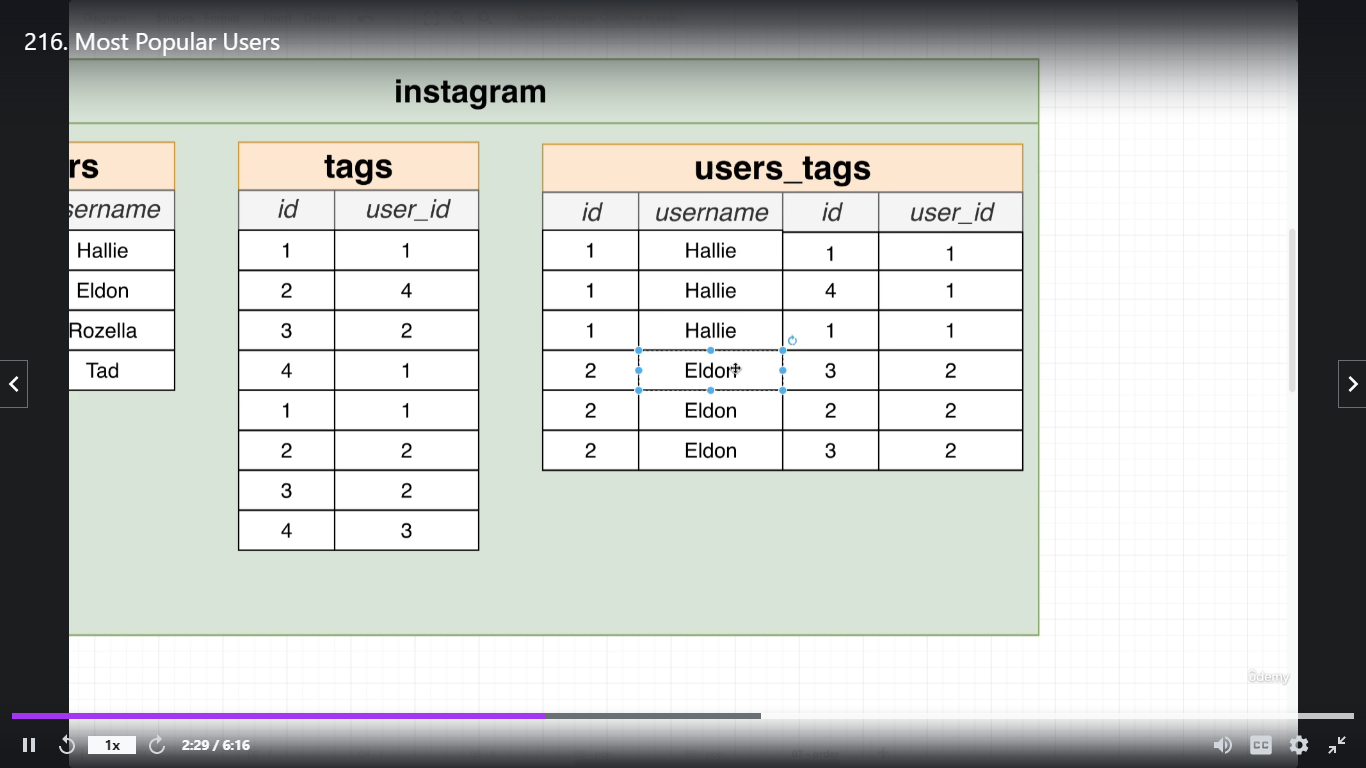 216. Most Popular Users
instagram
rs
tags
users_tags
sername
id
user_id
id
username
id
user_id
Hallie
1
1
1
Hallie
1
1
Eldon
2
4
1
Hallie
4
1
Rozella
3
2
1
Hallie
1
1
Tad
4
1
2
Eldon
3
2
1
1
2
Eldon
2
2
2
2
2
Eldon
3
2
3
2
4
3
ûdemy
1x
2:29 / 6:16
CC